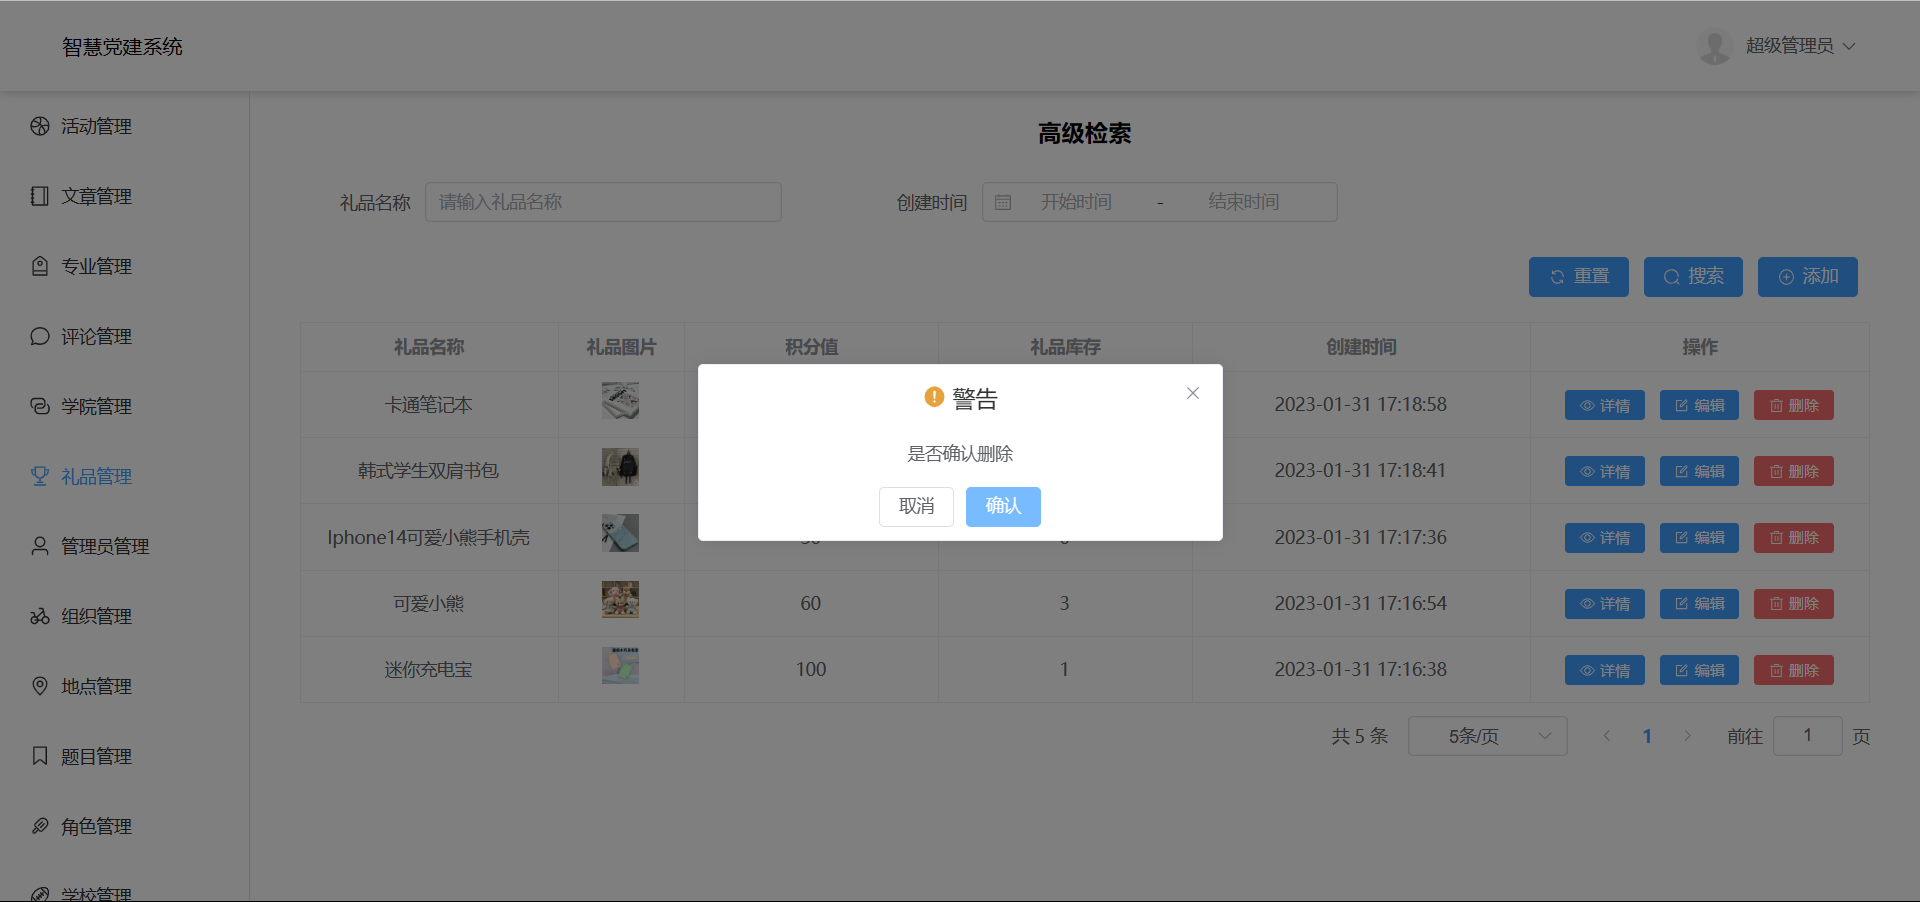 智慧党建系统
超级管理员
活动管理
文章管理
专业管理
评论管理
学院管理
礼品管理
管理员管理
组织管理
地点管理
题目管理
角色管理
学校管理
高级检索
礼品名称 请输入礼品名称 创建时间 开始时间 - 结束时间
重置 搜索 添加
礼品名称 礼品图片 积分值 礼品库存 创建时间 操作
卡通笔记本 2023-01-31 17:18:58 详情 编辑 删除
韩式学生双肩书包 2023-01-31 17:18:41 详情 编辑 删除
Iphone14可爱小熊手机壳 2023-01-31 17:17:36 详情 编辑 删除
可爱小熊 60 3 2023-01-31 17:16:54 详情 编辑 删除
迷你充电宝 100 1 2023-01-31 17:16:38 详情 编辑 删除
共 5 条 5条/页 1 前往 1 页
警告
是否确认删除
取消 确认